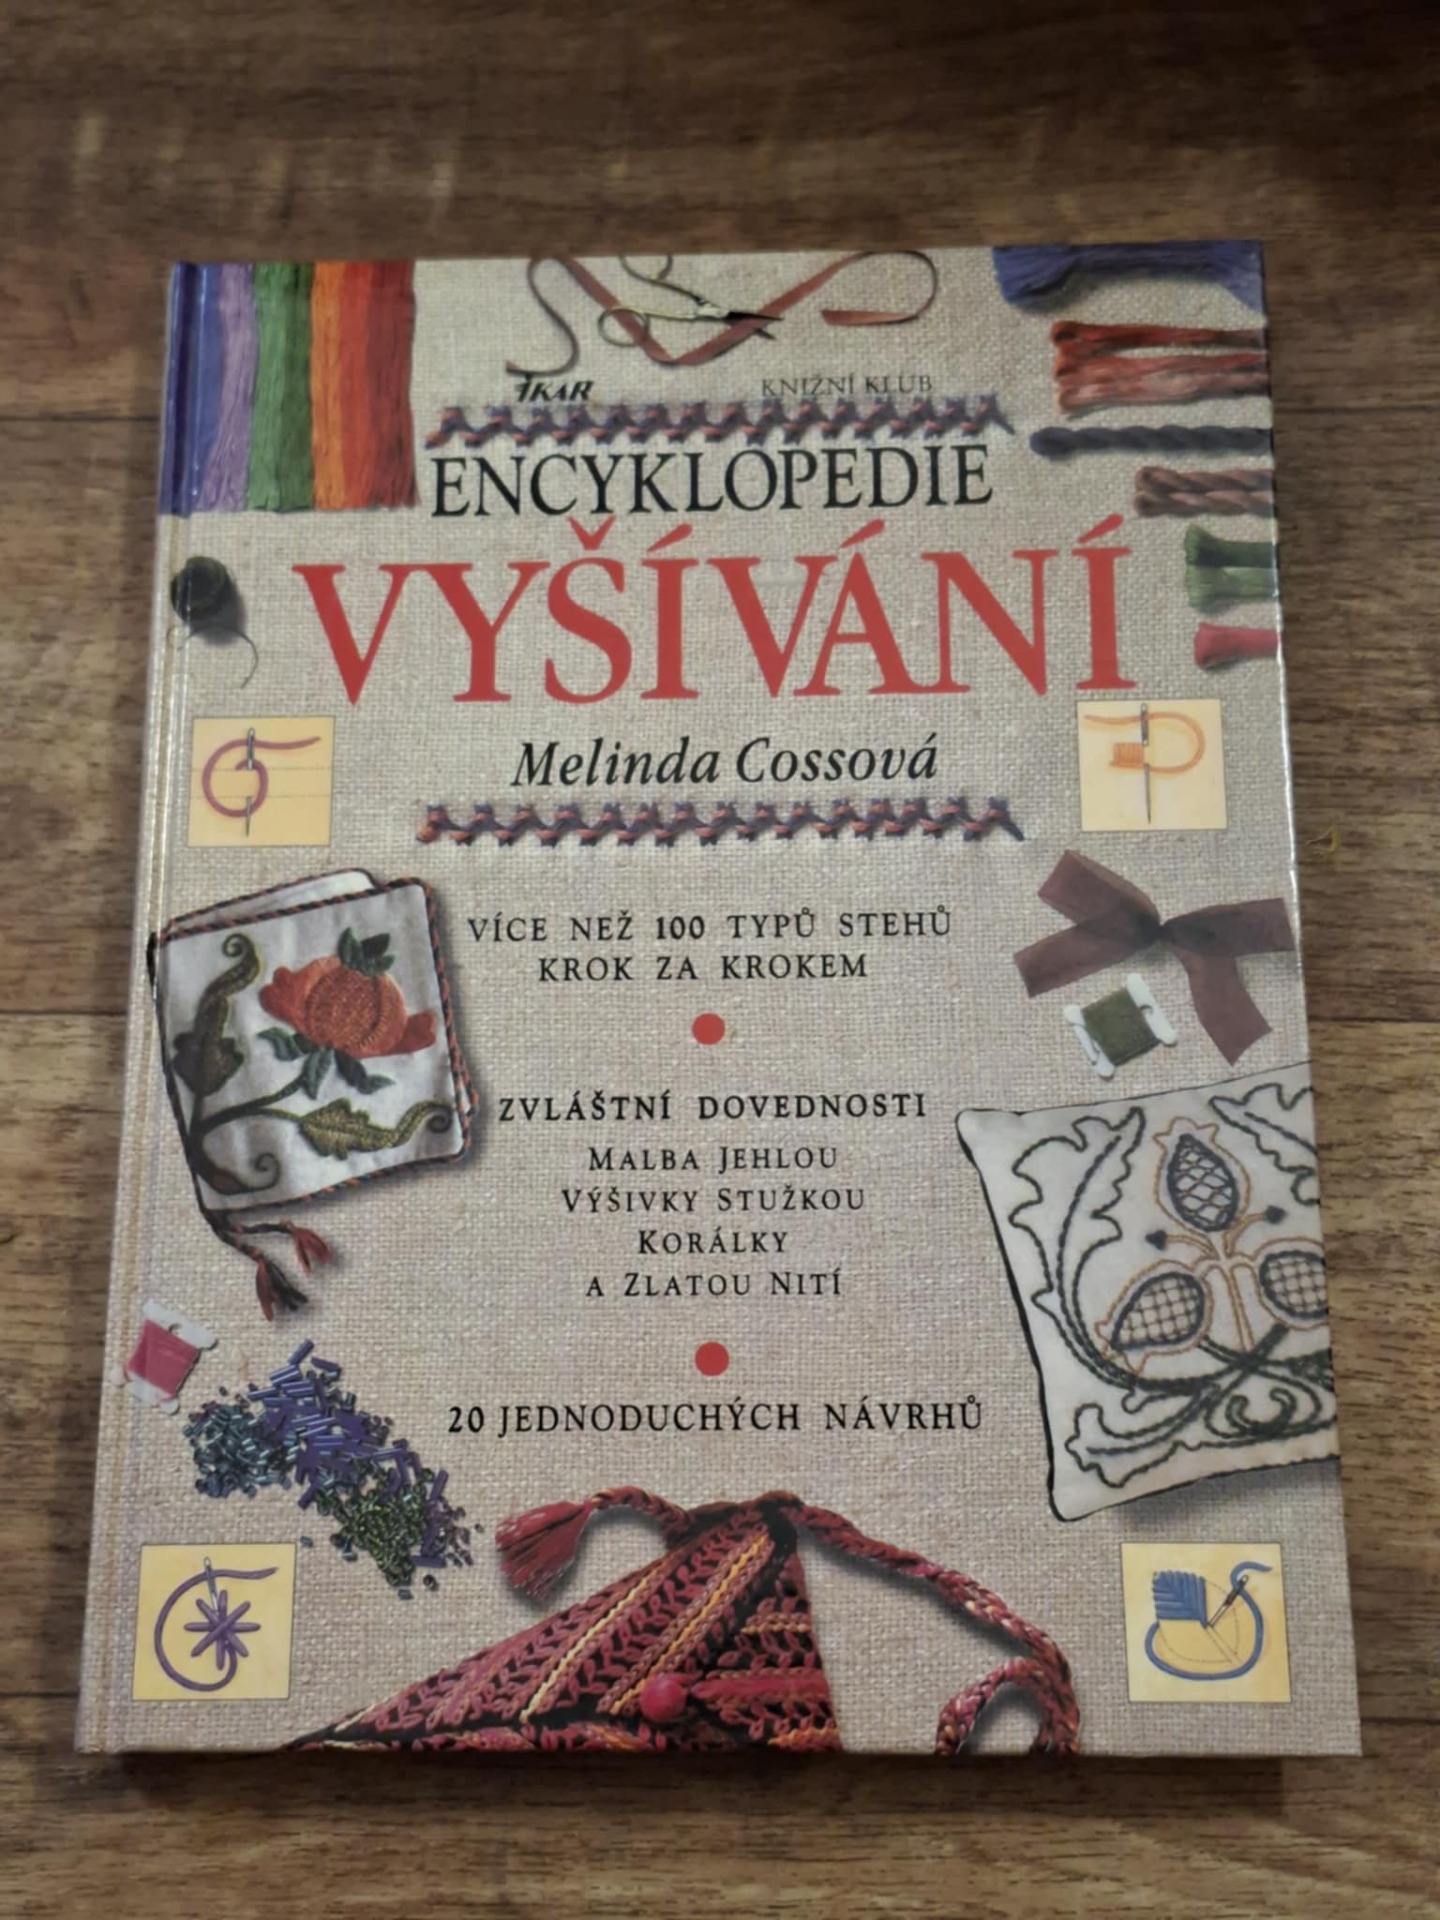 IKAR
KNIŽNÍ KLUB
ENCYKLOPEDIE
VYŠÍVÁNÍ
Melinda Cossová
VÍCE NEŽ 100 TYPŮ STEHŮ
KROK ZA KROKEM
ZVLÁŠTNÍ DOVEDNOSTI
MALBA JEHLOU
VÝŠIVKY STUŽKOU
KORÁLKY
A ZLATOU NITÍ
20 JEDNODUCHÝCH NÁVRHŮ